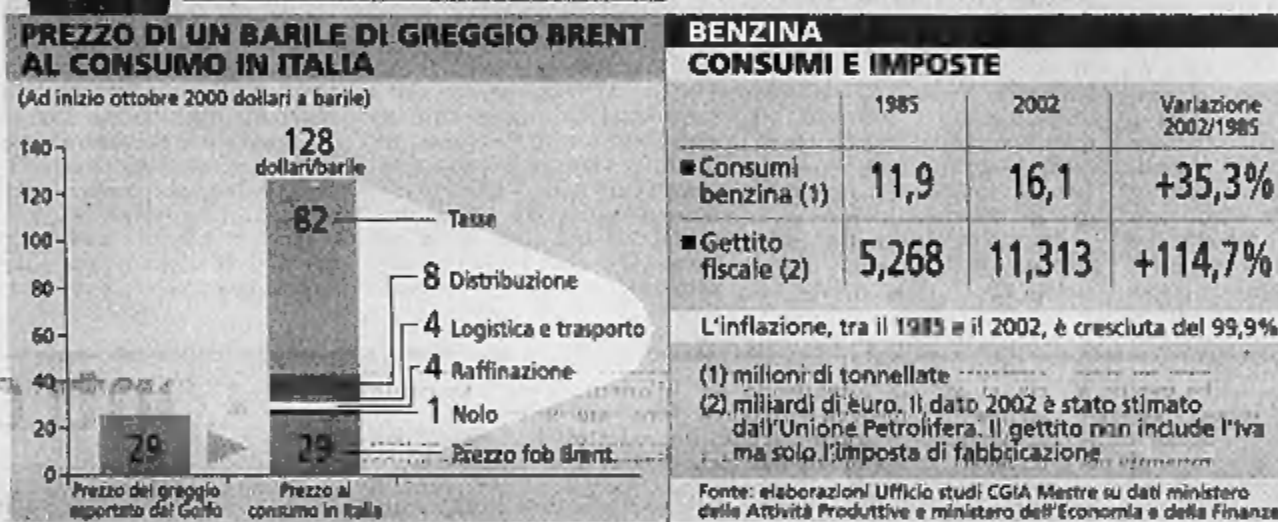 PREZZO DI UN BARILE DI GREGGIO BRENT
AL CONSUMO IN ITALIA
(Ad inizio ottobre 2000 dollari a barile)
140
120
100
80
60
40
20
0
128
dollari/barile
82
Tasse
8 Distribuzione
4 Logistica e trasporto
4 Raffinazione
1 Nolo
29
29
Prezzo fob Brent
Prezzo del greggio
esportato dal Golfo
Prezzo al
consumo in Italia
BENZINA
CONSUMI E IMPOSTE
1985 2002 Variazione
2002/1985
Consumi
benzina (1) 11,9 16,1 +35,3%
Gettito
fiscale (2) 5,268 11,313 +114,7%
L'inflazione, tra il 1985 e il 2002, è cresciuta del 99,9%
(1) milioni di tonnellate
(2) miliardi di euro. Il dato 2002 è stato stimato
dall'Unione Petrolifera. Il gettito non include l'Iva
ma solo l'imposta di fabbricazione
Fonte: elaborazioni Ufficio studi CGIA Mestre su dati ministero
delle Attività Produttive e ministero dell'Economia e della Finanze